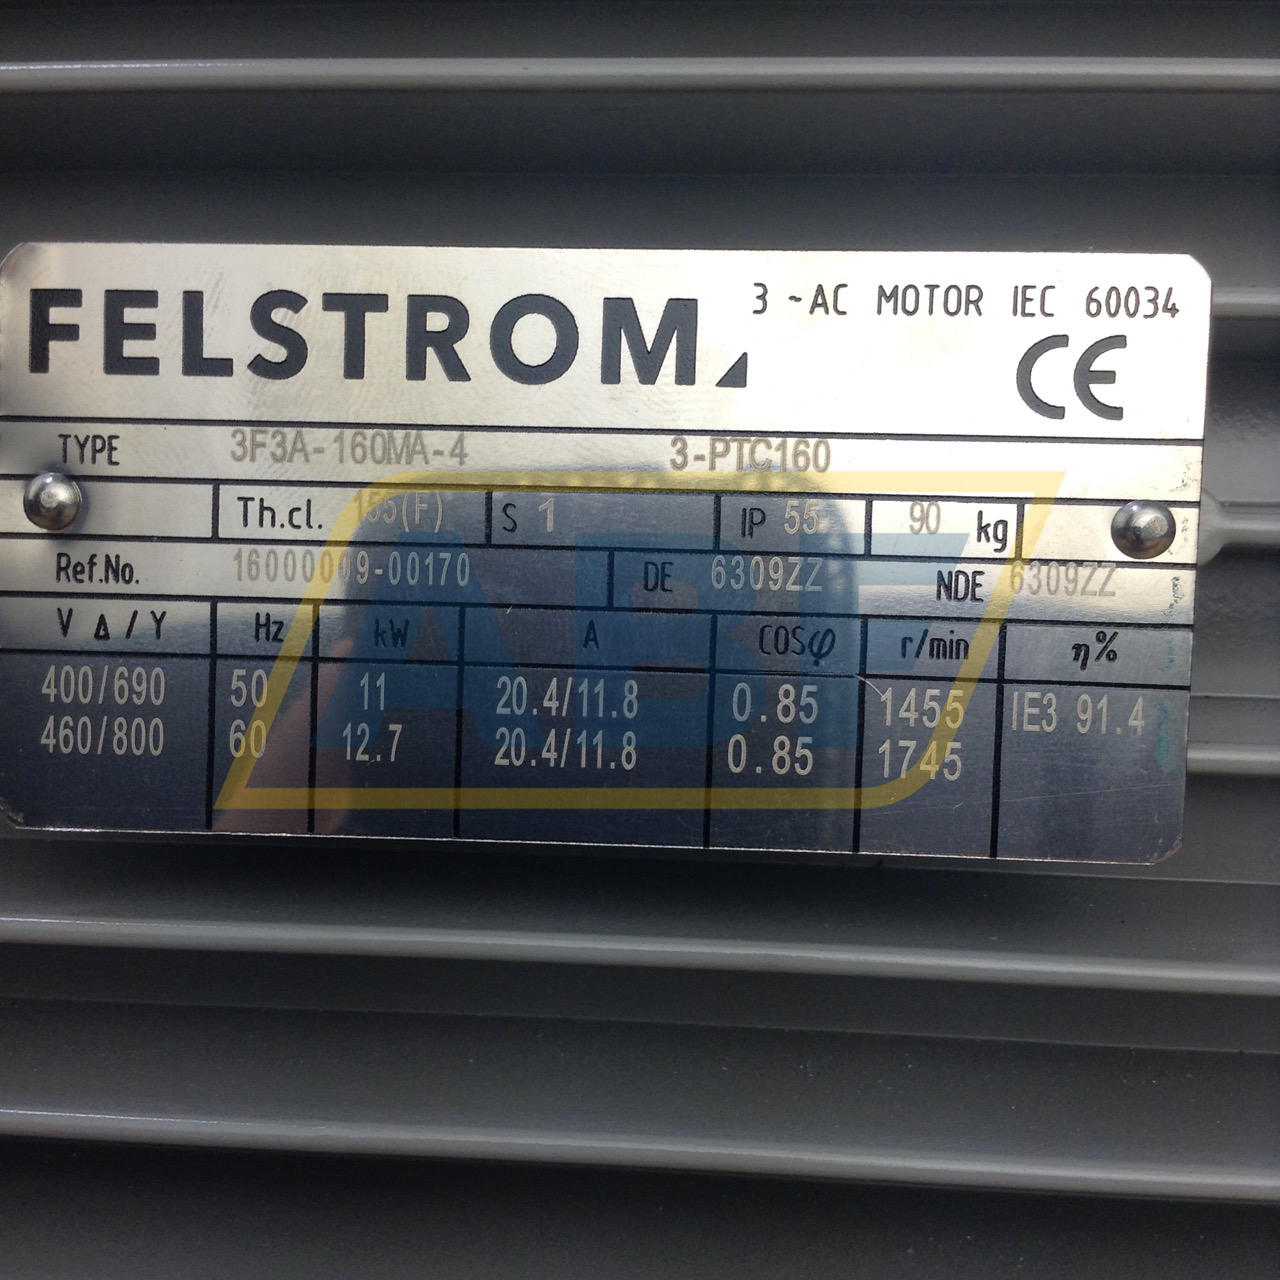 FELSTROM
3 ~AC MOTOR IEC 60034
CE
TYPE 3F3A-160MA-4 3-PTC160
Th.cl. 155(F) S 1 IP 55 90 kg
Ref.No. 16000009-00170 DE 6309ZZ NDE 6309ZZ
V Δ/Y Hz kW A COSφ r/min η%
400/690 50 11 20.4/11.8 0.85 1455 IE3 91.4
460/800 60 12.7 20.4/11.8 0.85 1745
ABF